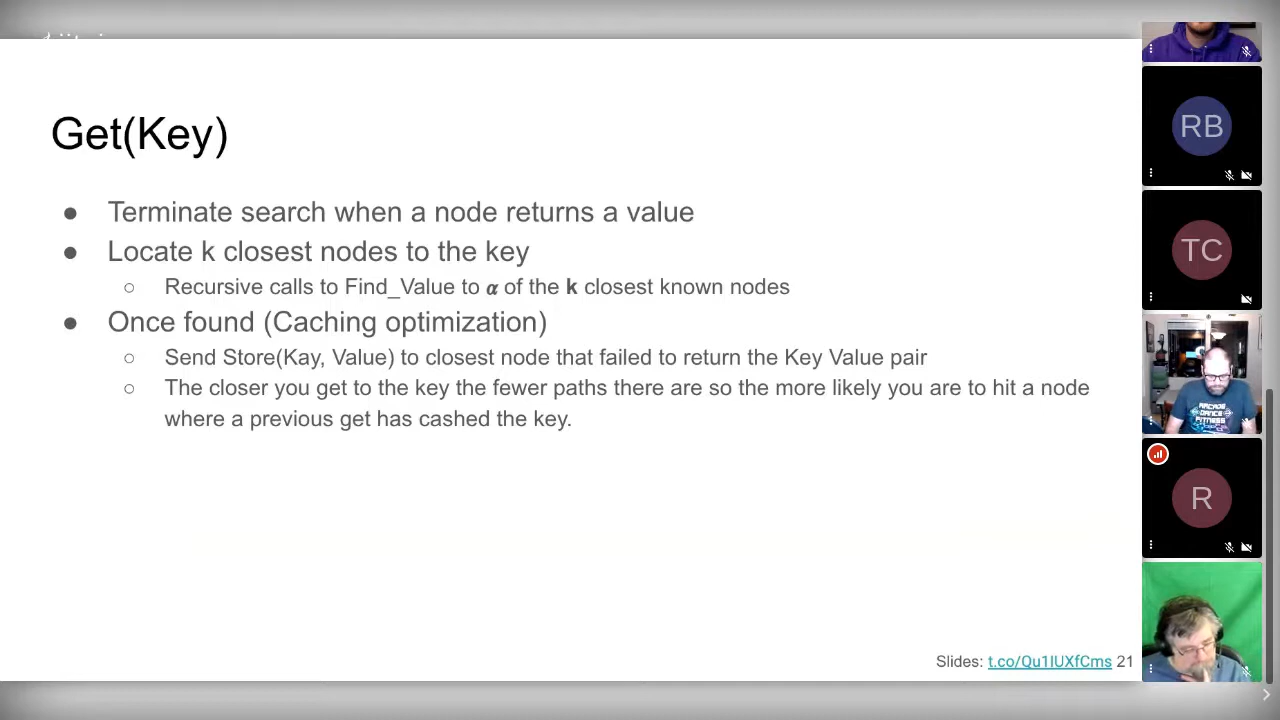 Get(Key)
● Terminate search when a node returns a value
● Locate k closest nodes to the key
○ Recursive calls to Find_Value to α of the k closest known nodes
● Once found (Caching optimization)
○ Send Store(Kay, Value) to closest node that failed to return the Key Value pair
○ The closer you get to the key the fewer paths there are so the more likely you are to hit a node
where a previous get has cashed the key.
Slides: t.co/Qu1IUXfCms 21
RB
TC
ARCADE
DANCE
FITNESS
R